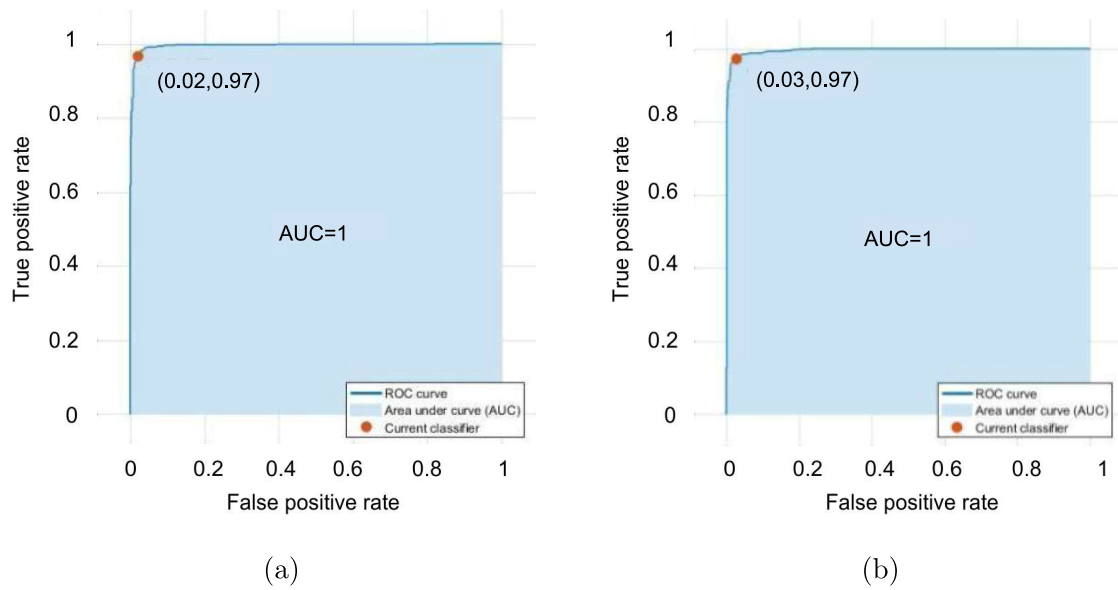 1
0.8
0.6
0.4
0.2
0
True positive rate
(0.02,0.97)
AUC=1
ROC curve
Area under curve (AUC)
Current classifier
0 0.2 0.4 0.6 0.8 1
False positive rate
(a)
1
0.8
0.6
0.4
0.2
0
True positive rate
(0.03,0.97)
AUC=1
ROC curve
Area under curve (AUC)
Current classifier
0 0.2 0.4 0.6 0.8 1
False positive rate
(b)